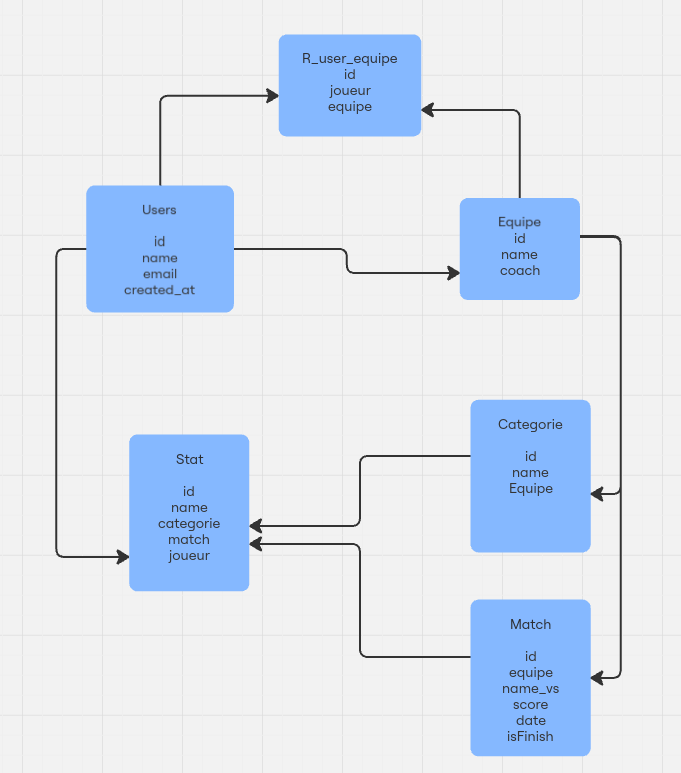 R_user_equipe
id
joueur
equipe
Users
id
name
email
created_at
Equipe
id
name
coach
Categorie
id
name
Equipe
Stat
id
name
categorie
match
joueur
Match
id
equipe
name_vs
score
date
isFinish